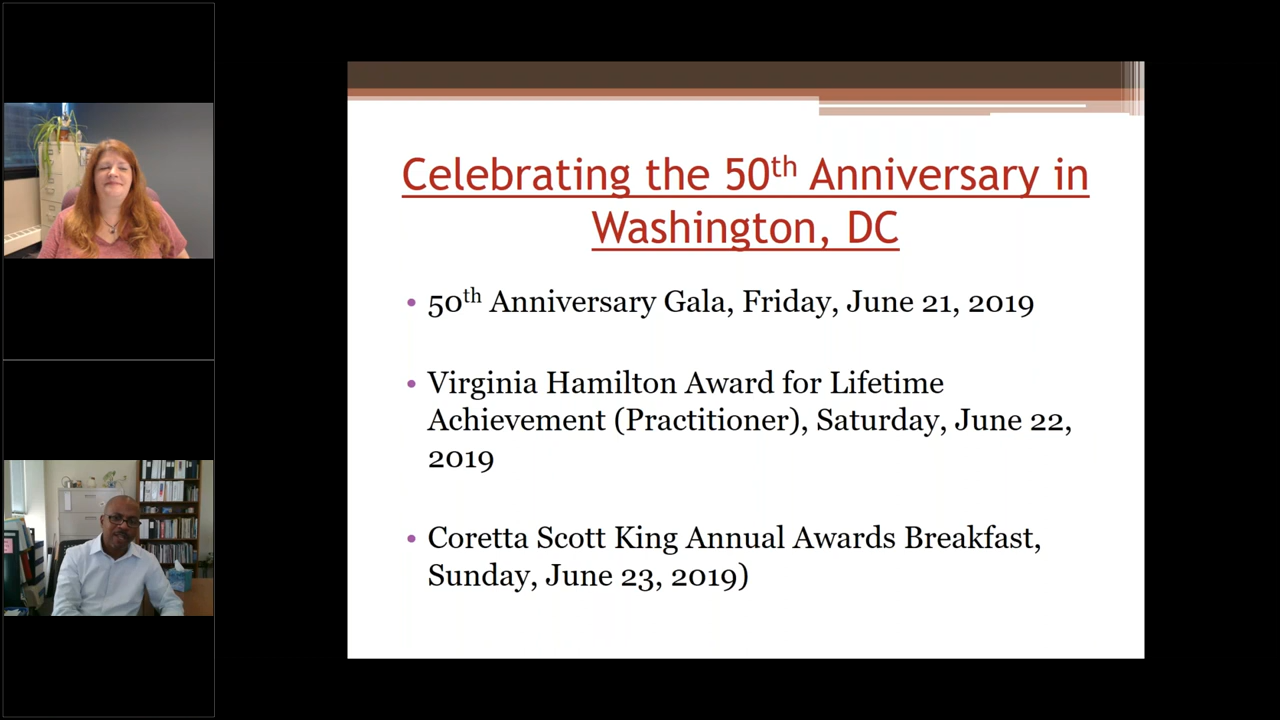 Celebrating the 50th Anniversary in
Washington, DC
• 50th Anniversary Gala, Friday, June 21, 2019
• Virginia Hamilton Award for Lifetime
Achievement (Practitioner), Saturday, June 22,
2019
• Coretta Scott King Annual Awards Breakfast,
Sunday, June 23, 2019)